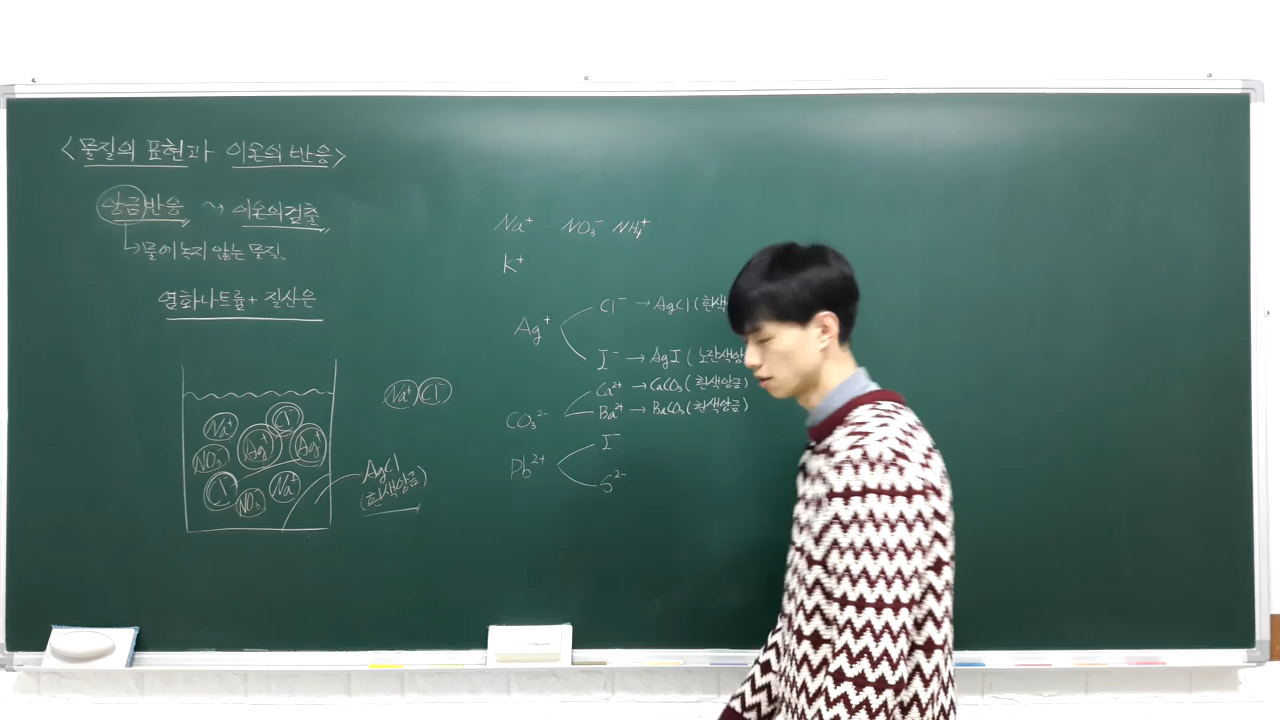 <물질의 표현과 이온의 반응>
앙금반응 ~> 이온의 검출
↳물에 녹지 않는 물질.
염화나트륨 + 질산은
Na⁺ NO₃⁻ NH₄⁺
K⁺
Ag⁺
Cl⁻ → AgCl (흰색
I⁻ → AgI (노란색앙
CO₃²⁻
Ca²⁺ → CaCO₃ (흰색앙금)
Ba²⁺ → BaCO₃ (흰색앙금)
Pb²⁺
I⁻
S²⁻
Na⁺ Cl⁻
Na⁺ Cl⁻
NO₃⁻ Ag⁺ Ag⁺
Cl⁻ NO₃⁻ Na⁺
AgCl
(흰색앙금)